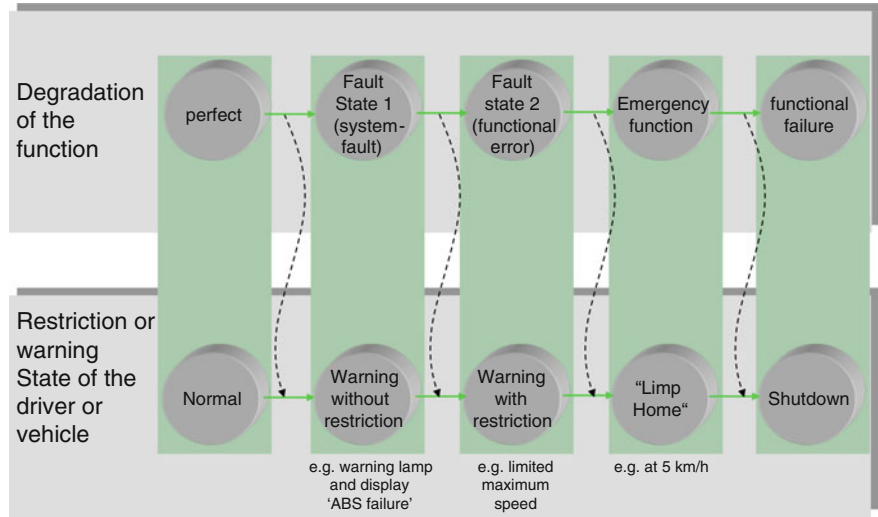 Degradation
of the
function
perfect
Fault
State 1
(system-
fault)
Fault
state 2
(functional
error)
Emergency
function
functional
failure
Restriction or
warning
State of the
driver or
vehicle
Normal
Warning
without
restriction
Warning
with
restriction
“Limp
Home“
Shutdown
e.g. warning lamp
and display
‘ABS failure’
e.g. limited
maximum
speed
e.g. at 5 km/h